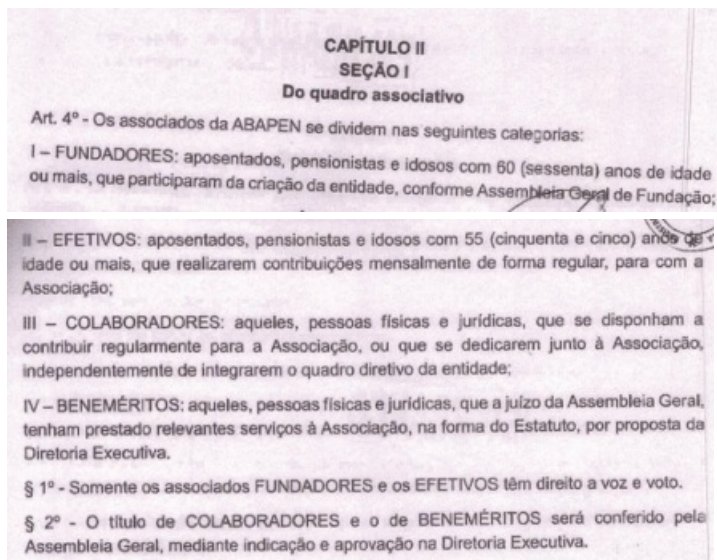 CAPÍTULO II
SEÇÃO I
Do quadro associativo
Art. 4º - Os associados da ABAPEN se dividem nas seguintes categorias:
I – FUNDADORES: aposentados, pensionistas e idosos com 60 (sessenta) anos de idade
ou mais, que participaram da criação da entidade, conforme Assembleia Geral de Fundação;
II – EFETIVOS: aposentados, pensionistas e idosos com 55 (cinquenta e cinco) anos de
idade ou mais, que realizarem contribuições mensalmente de forma regular, para com a
Associação;
III – COLABORADORES: aqueles, pessoas físicas e jurídicas, que se disponham a
contribuir regularmente para a Associação, ou que se dedicarem junto à Associação,
independentemente de integrarem o quadro diretivo da entidade;
IV – BENEMÉRITOS: aqueles, pessoas físicas e jurídicas, que a juízo da Assembleia Geral,
tenham prestado relevantes serviços à Associação, na forma do Estatuto, por proposta da
Diretoria Executiva.
§ 1º - Somente os associados FUNDADORES e os EFETIVOS têm direito a voz e voto.
§ 2º - O título de COLABORADORES e o de BENEMÉRITOS será conferido pela
Assembleia Geral, mediante indicação e aprovação na Diretoria Executiva.